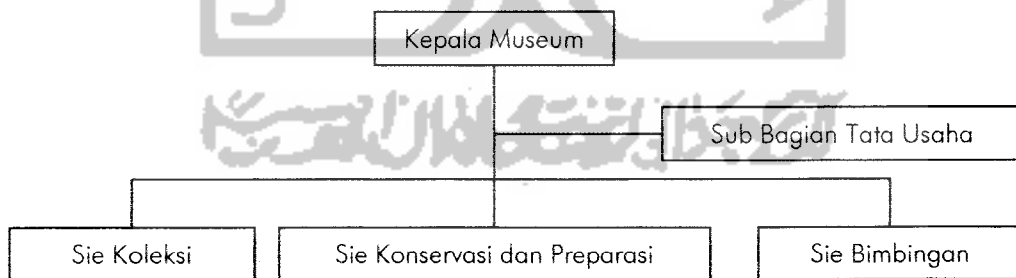 Kepala Museum
Sub Bagian Tata Usaha
Sie Koleksi
Sie Konservasi dan Preparasi
Sie Bimbingan